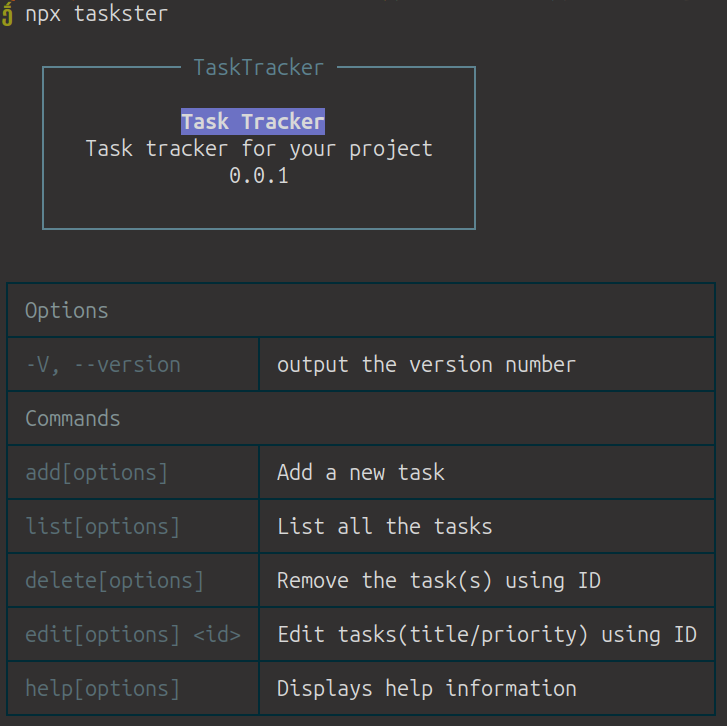 npx taskster
TaskTracker
Task Tracker
Task tracker for your project
0.0.1
Options
-V, --version output the version number
Commands
add[options] Add a new task
list[options] List all the tasks
delete[options] Remove the task(s) using ID
edit[options] <id> Edit tasks(title/priority) using ID
help[options] Displays help information